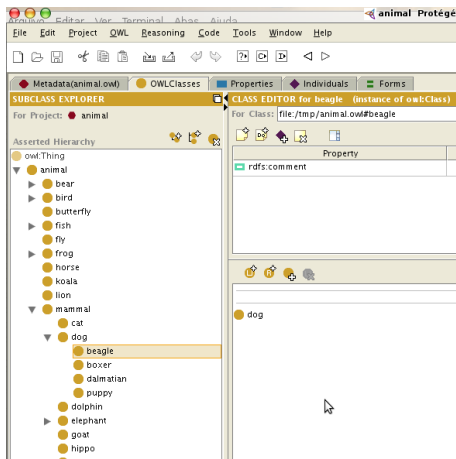 animal Protégé
Arquivo Editar Ver Terminal Abas Ajuda
File Edit Project OWL Reasoning Code Tools Window Help
Metadata(animal.owl) OWLClasses Properties Individuals Forms
SUBCLASS EXPLORER
CLASS EDITOR for beagle (instance of owl:Class)
For Project: animal
For Class: file:/tmp/animal.owl#beagle
Asserted Hierarchy
Property
owl:Thing
rdfs:comment
animal
bear
bird
butterfly
fish
fly
frog
horse
koala
lion
mammal
dog
cat
dog
beagle
boxer
dalmatian
puppy
dolphin
elephant
goat
hippo